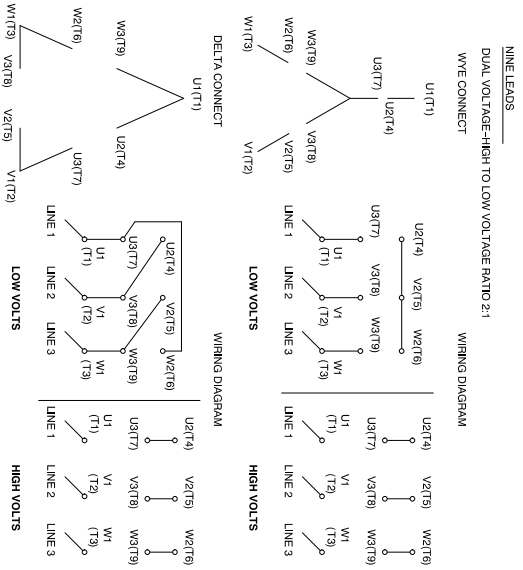 NINE LEADS
DUAL VOLTAGE-HIGH TO LOW VOLTAGE RATIO 2:1
WYE CONNECT
WIRING DIAGRAM
U1(T1)
U3(T7)
U2(T4)
W3(T9)
W2(T6)
W1(T3)
V3(T8)
V2(T5)
V1(T2)
U2(T4) V2(T5) W2(T6)
U3(T7) V3(T8) W3(T9)
U1 (T1) V1 (T2) W1 (T3)
LINE 1 LINE 2 LINE 3
LOW VOLTS
U2(T4) V2(T5) W2(T6)
U3(T7) V3(T8) W3(T9)
U1 (T1) V1 (T2) W1 (T3)
LINE 1 LINE 2 LINE 3
HIGH VOLTS
DELTA CONNECT
WIRING DIAGRAM
U1(T1)
W3(T9)
U2(T4)
W2(T6)
U3(T7)
W1(T3)
V3(T8)
V2(T5)
V1(T2)
U2(T4) V2(T5) W2(T6)
U3(T7) V3(T8) W3(T9)
U1 (T1) V1 (T2) W1 (T3)
LINE 1 LINE 2 LINE 3
LOW VOLTS
U2(T4) V2(T5) W2(T6)
U3(T7) V3(T8) W3(T9)
U1 (T1) V1 (T2) W1 (T3)
LINE 1 LINE 2 LINE 3
HIGH VOLTS